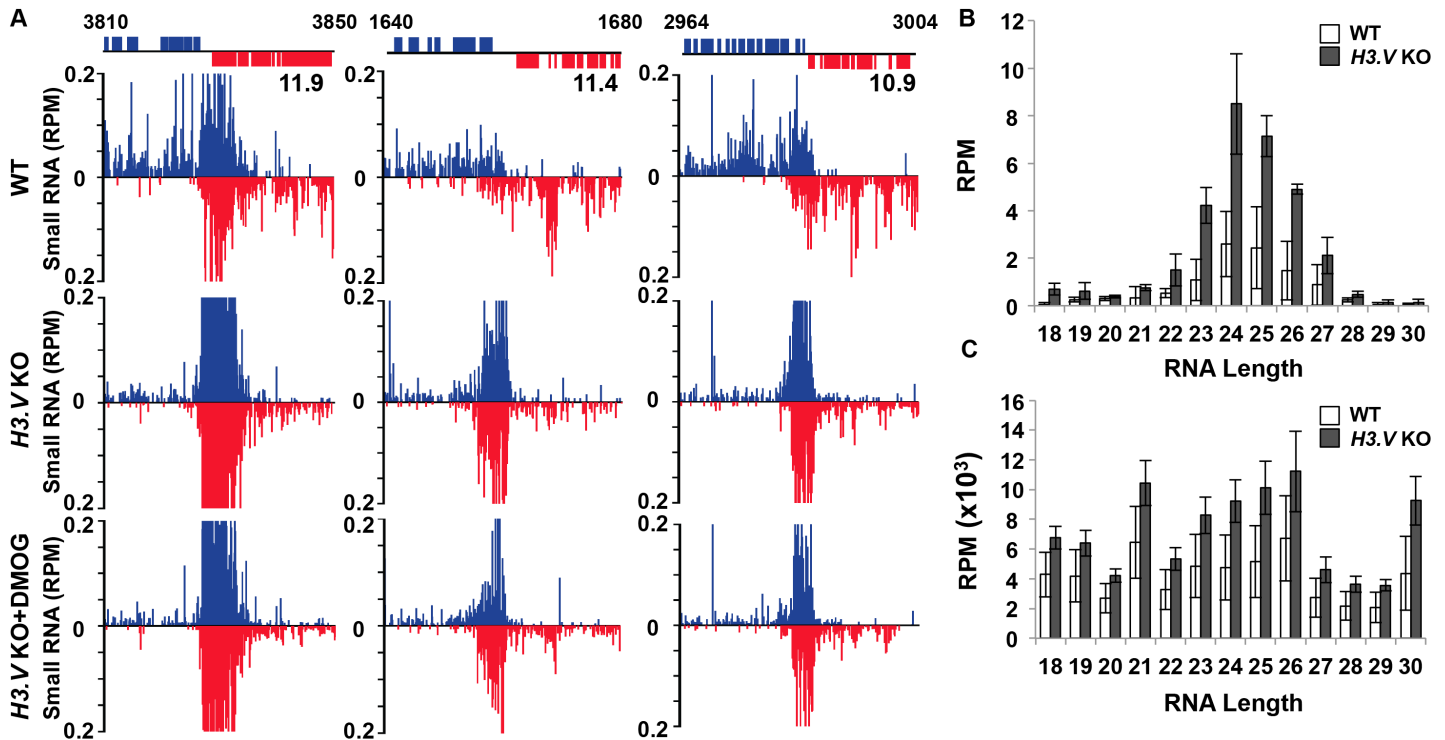 A
3810 3850
1640 1680
2964 3004
11.9
11.4
10.9
WT
Small RNA (RPM)
0.2 0 0.2
0.2 0 0.2
0.2 0 0.2
H3.V KO
Small RNA (RPM)
0.2 0 0.2
0.2 0 0.2
0.2 0 0.2
H3.V KO+DMOG
Small RNA (RPM)
0.2 0 0.2
0.2 0 0.2
0.2 0 0.2
B
WT
H3.V KO
RPM
12
10
8
6
4
2
0
18 19 20 21 22 23 24 25 26 27 28 29 30
RNA Length
C
WT
H3.V KO
RPM (x10³)
16
14
12
10
8
6
4
2
0
18 19 20 21 22 23 24 25 26 27 28 29 30
RNA Length